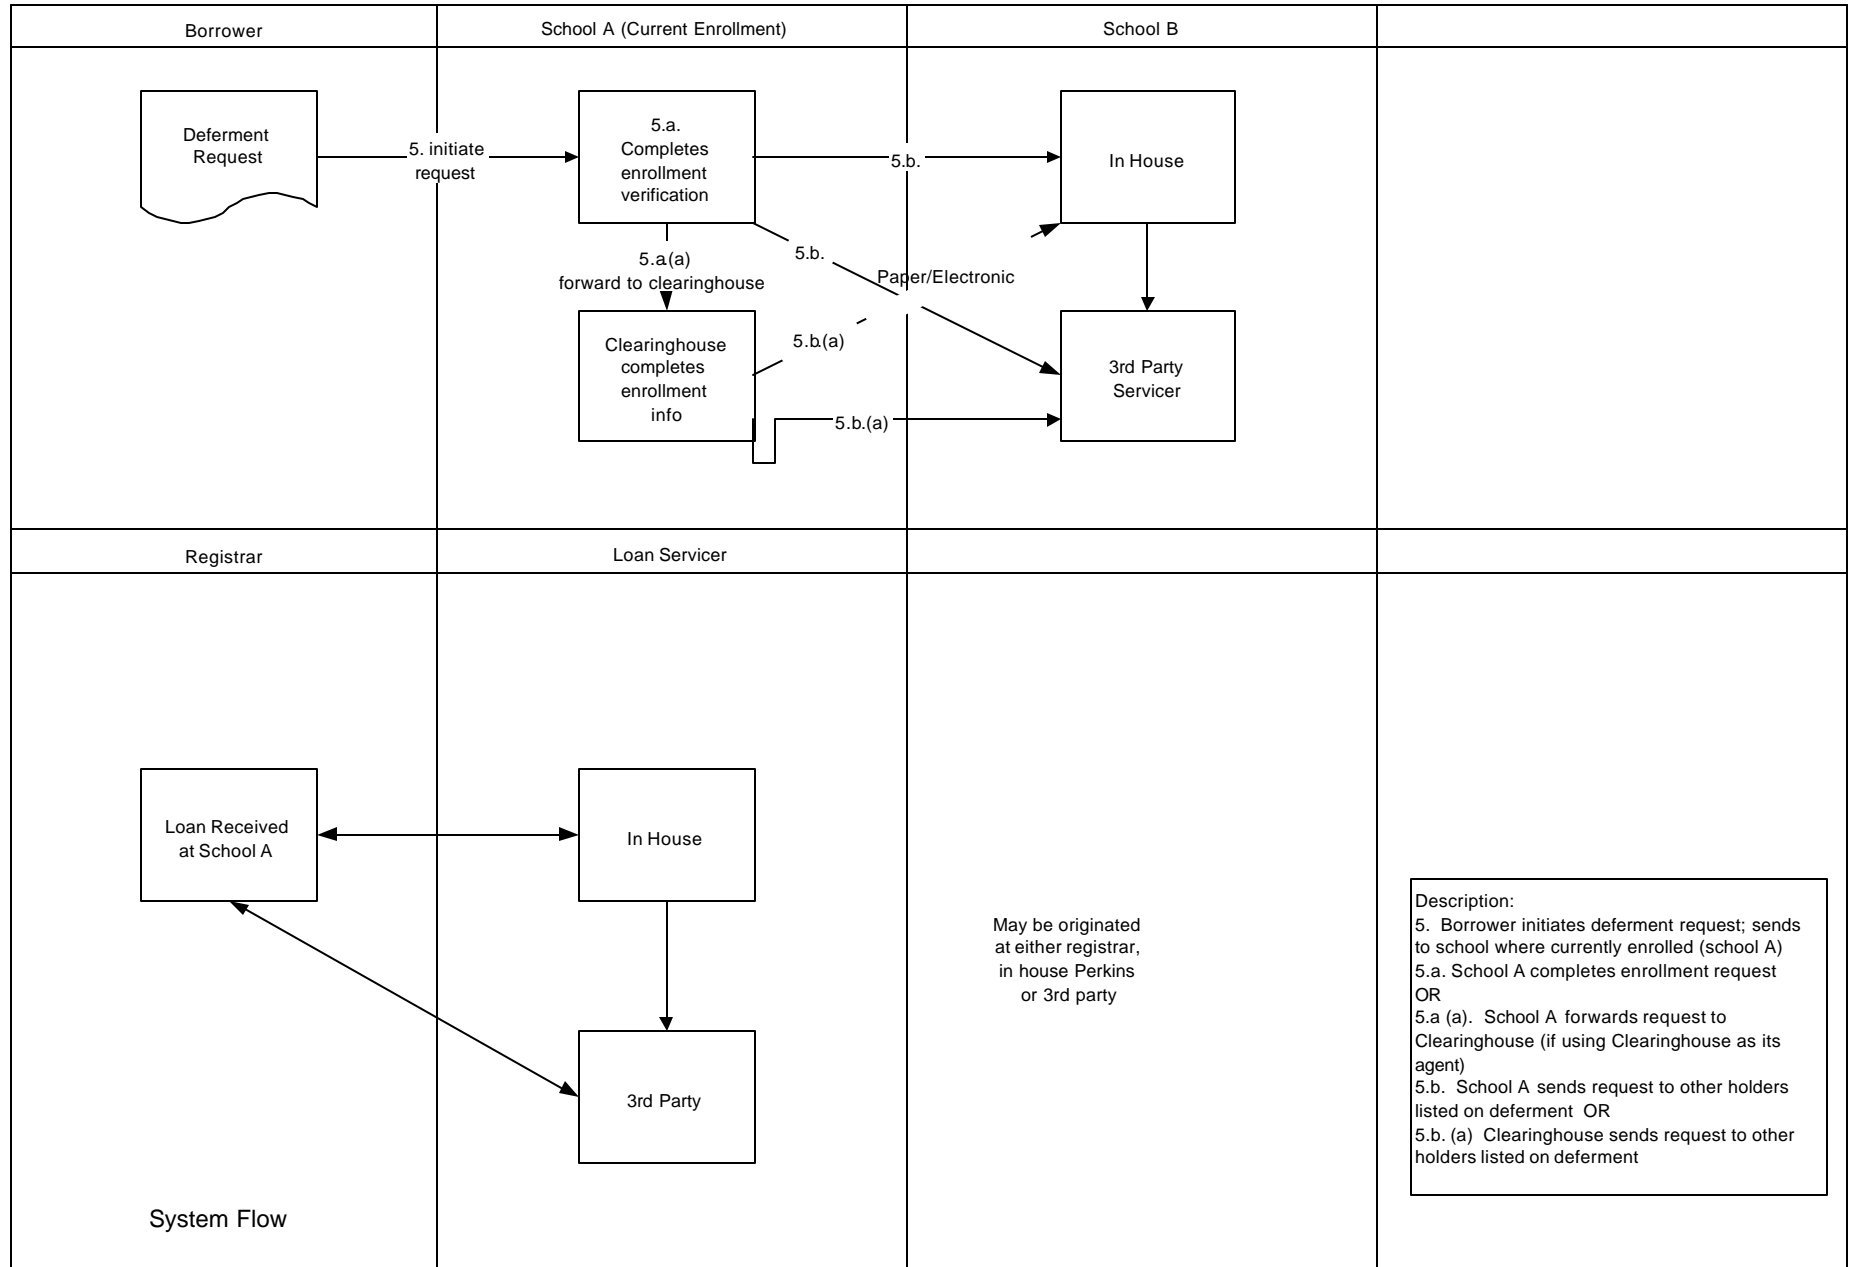 Borrower
School A (Current Enrollment)
School B
Deferment
Request
5. initiate
request
5.a.
Completes
enrollment
verification
5.b.
In House
5.a(a)
forward to clearinghouse
5.b.
Paper/Electronic
Clearinghouse
completes
enrollment
info
5.b.(a)
5.b.(a)
3rd Party
Servicer
Registrar
Loan Servicer
Loan Received
at School A
In House
3rd Party
May be originated
at either registrar,
in house Perkins
or 3rd party
Description:
5. Borrower initiates deferment request; sends
to school where currently enrolled (school A)
5.a. School A completes enrollment request
OR
5.a (a). School A forwards request to
Clearinghouse (if using Clearinghouse as its
agent)
5.b. School A sends request to other holders
listed on deferment OR
5.b. (a) Clearinghouse sends request to other
holders listed on deferment
System Flow